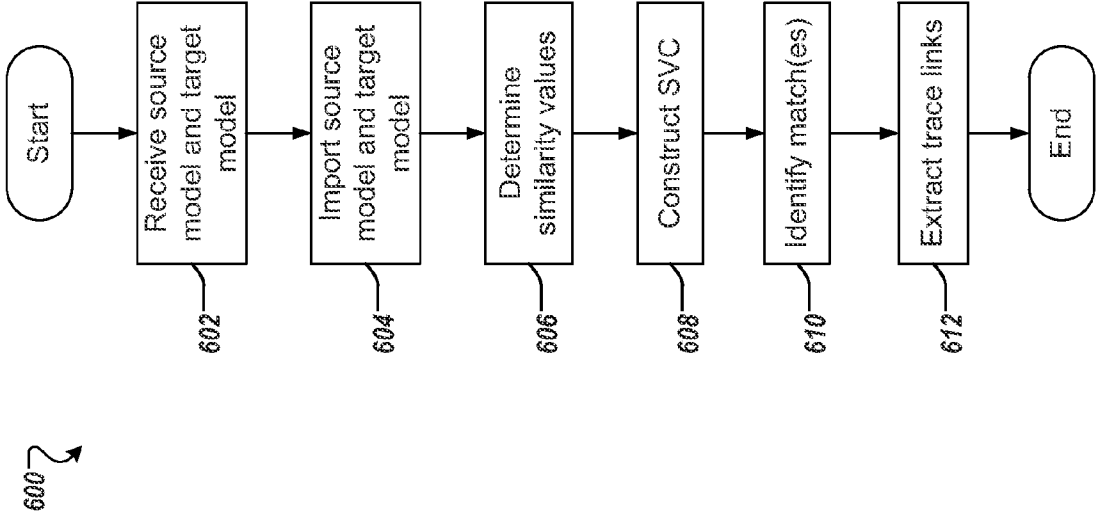 600
Start
Receive source
model and target
model
602
Import source
model and target
model
604
Determine
similarity values
606
Construct SVC
608
Identify match(es)
610
Extract trace links
612
End